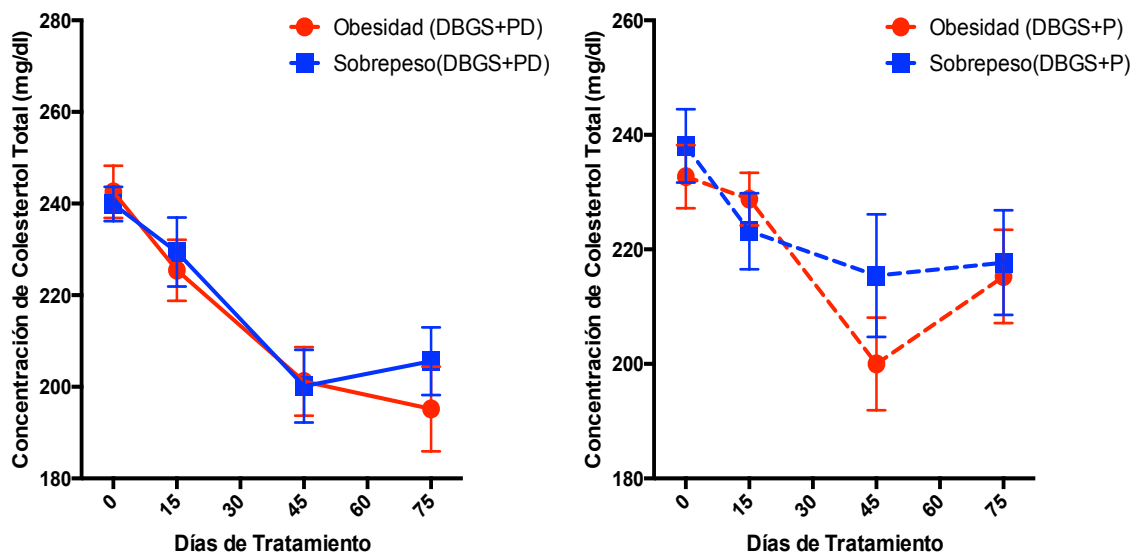 Concentración de Colestertol Total (mg/dl)
280
260
240
220
200
180
0
15
30
45
60
75
Días de Tratamiento
Obesidad (DBGS+PD)
Sobrepeso(DBGS+PD)
Concentración de Colestertol Total (mg/dl)
260
240
220
200
180
0
15
30
45
60
75
Días de Tratamiento
Obesidad (DBGS+P)
Sobrepeso(DBGS+P)